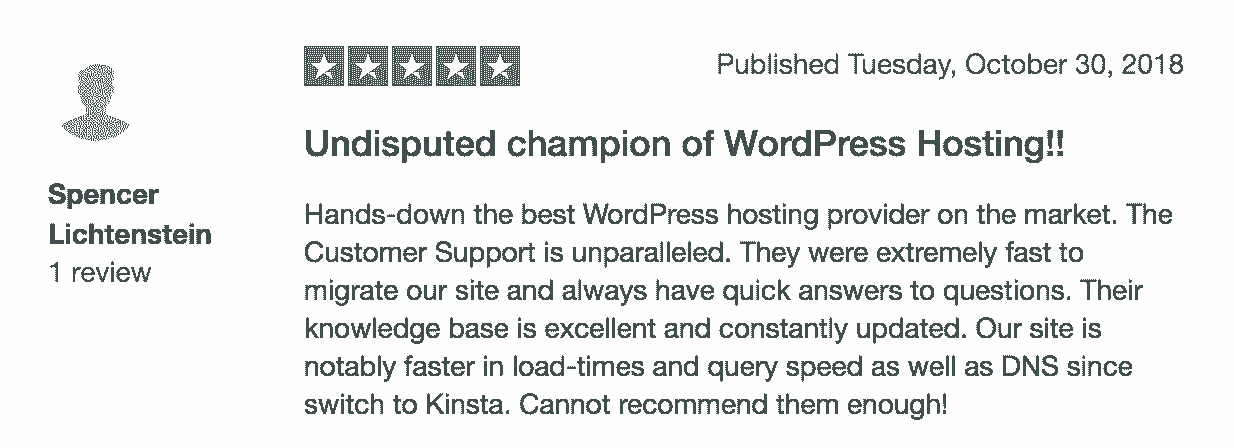 Published Tuesday, October 30, 2018
Undisputed champion of WordPress Hosting!!
Spencer
Lichtenstein
1 review
Hands-down the best WordPress hosting provider on the market. The
Customer Support is unparalleled. They were extremely fast to
migrate our site and always have quick answers to questions. Their
knowledge base is excellent and constantly updated. Our site is
notably faster in load-times and query speed as well as DNS since
switch to Kinsta. Cannot recommend them enough!